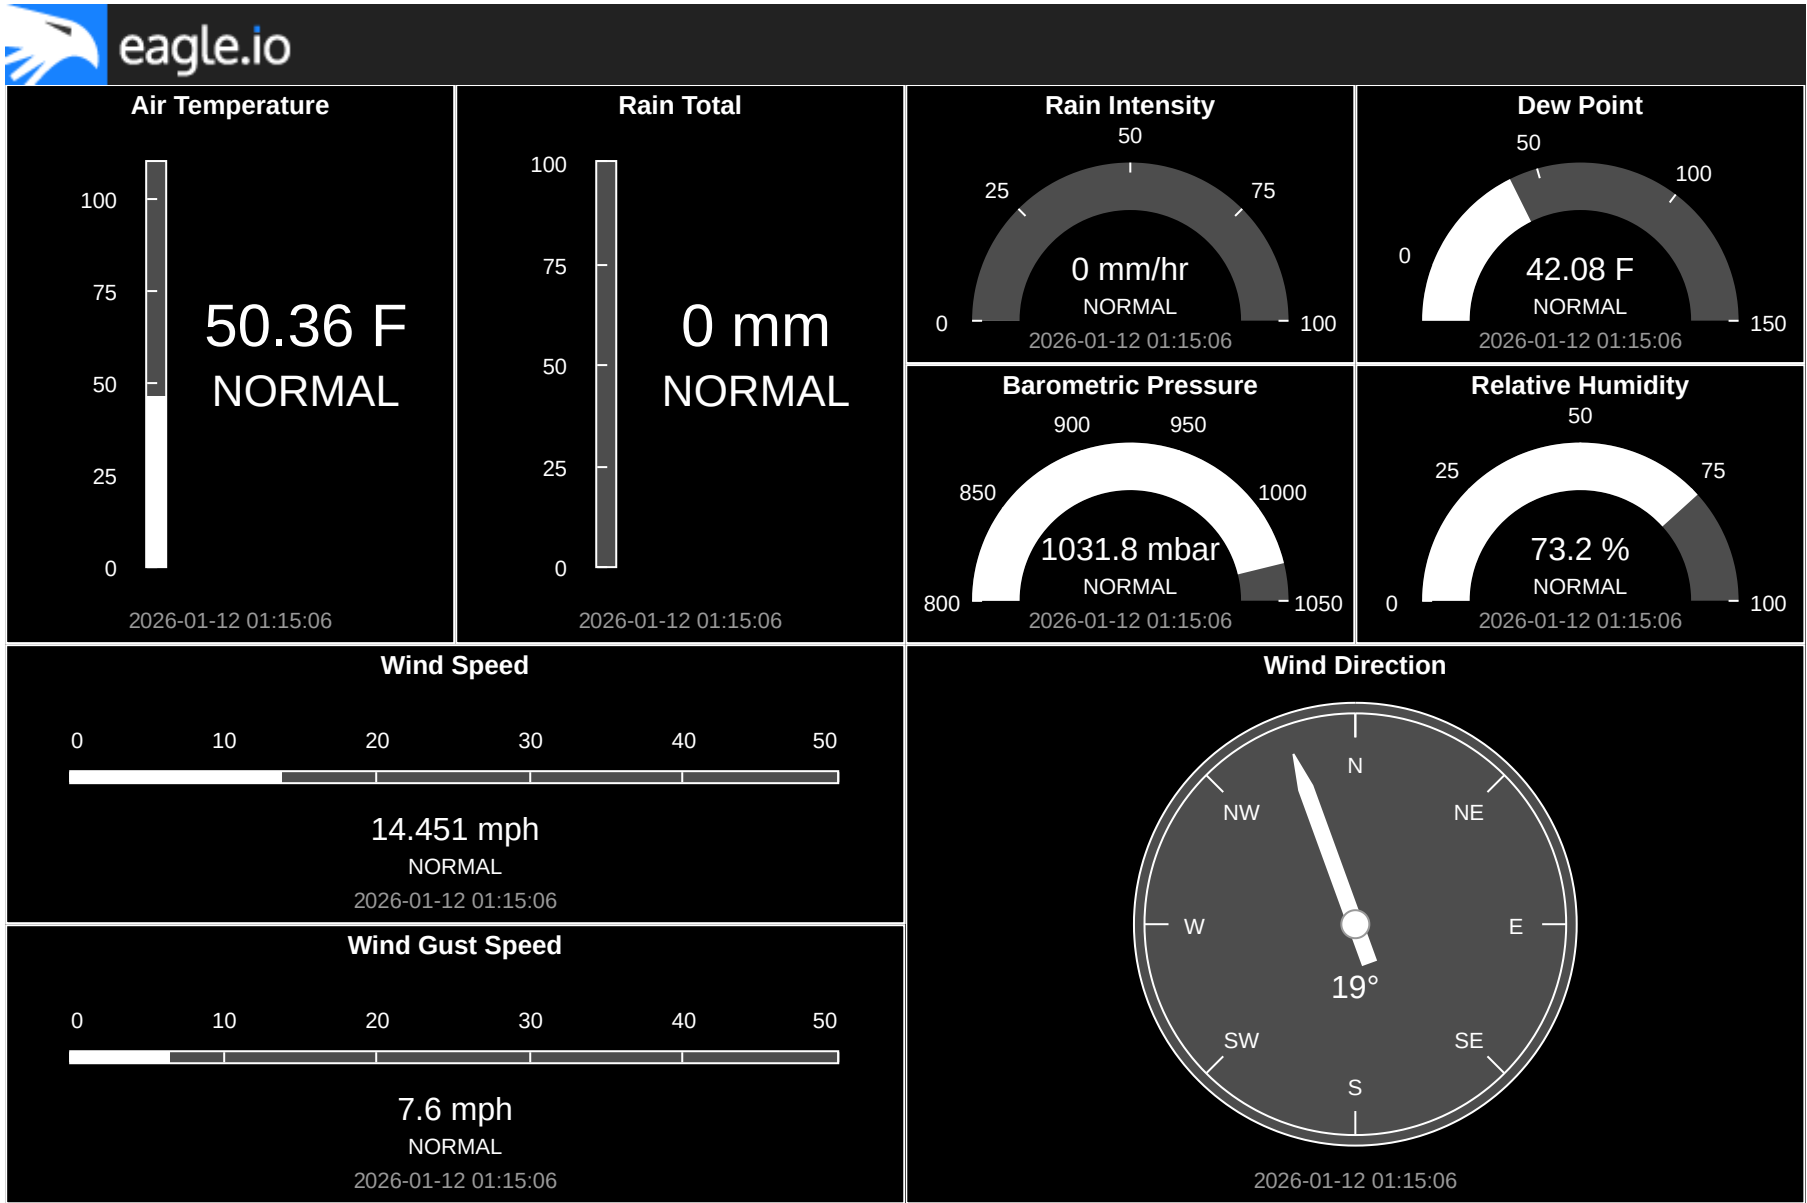 eagle.io
Air Temperature
100
75
50
25
0
50.36 F
NORMAL
2026-01-12 01:15:06
Rain Total
100
75
50
25
0
0 mm
NORMAL
2026-01-12 01:15:06
Rain Intensity
50
25
75
0
100
0 mm/hr
NORMAL
2026-01-12 01:15:06
Dew Point
50
100
0
150
42.08 F
NORMAL
2026-01-12 01:15:06
Barometric Pressure
900
950
850
1000
800
1050
1031.8 mbar
NORMAL
2026-01-12 01:15:06
Relative Humidity
50
25
75
0
100
73.2 %
NORMAL
2026-01-12 01:15:06
Wind Speed
0 10 20 30 40 50
14.451 mph
NORMAL
2026-01-12 01:15:06
Wind Gust Speed
0 10 20 30 40 50
7.6 mph
NORMAL
2026-01-12 01:15:06
Wind Direction
N
NW
NE
W
E
19°
SW
SE
S
2026-01-12 01:15:06